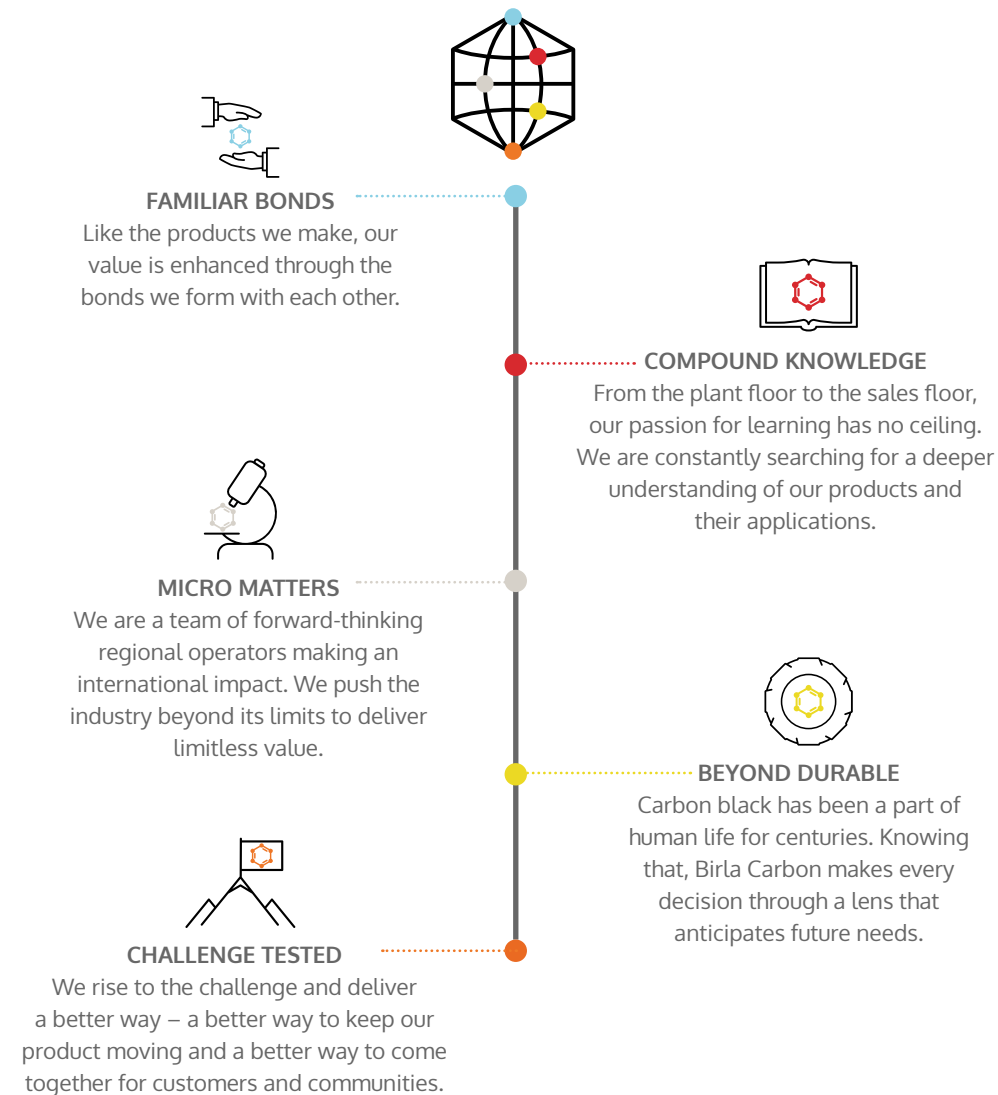 FAMILIAR BONDS
Like the products we make, our
value is enhanced through the
bonds we form with each other.
COMPOUND KNOWLEDGE
From the plant floor to the sales floor,
our passion for learning has no ceiling.
We are constantly searching for a deeper
understanding of our products and
their applications.
MICRO MATTERS
We are a team of forward-thinking
regional operators making an
international impact. We push the
industry beyond its limits to deliver
limitless value.
BEYOND DURABLE
Carbon black has been a part of
human life for centuries. Knowing
that, Birla Carbon makes every
decision through a lens that
anticipates future needs.
CHALLENGE TESTED
We rise to the challenge and deliver
a better way – a better way to keep our
product moving and a better way to come
together for customers and communities.